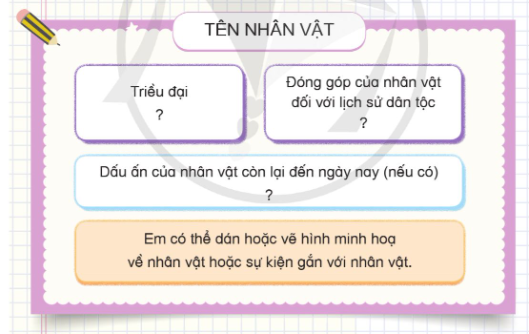 TÊN NHÂN VẬT
Triều đại
?
Đóng góp của nhân vật
đối với lịch sử dân tộc
?
Dấu ấn của nhân vật còn lại đến ngày nay (nếu có)
?
Em có thể dán hoặc vẽ hình minh hoạ
về nhân vật hoặc sự kiện gắn với nhân vật.